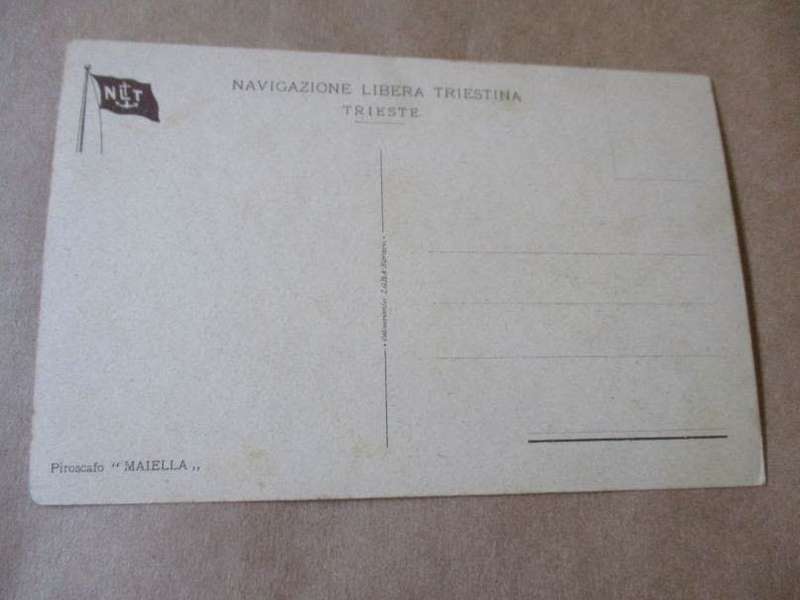 NLT
NAVIGAZIONE LIBERA TRIESTINA
TRIESTE
Piroscafo " MAIELLA „